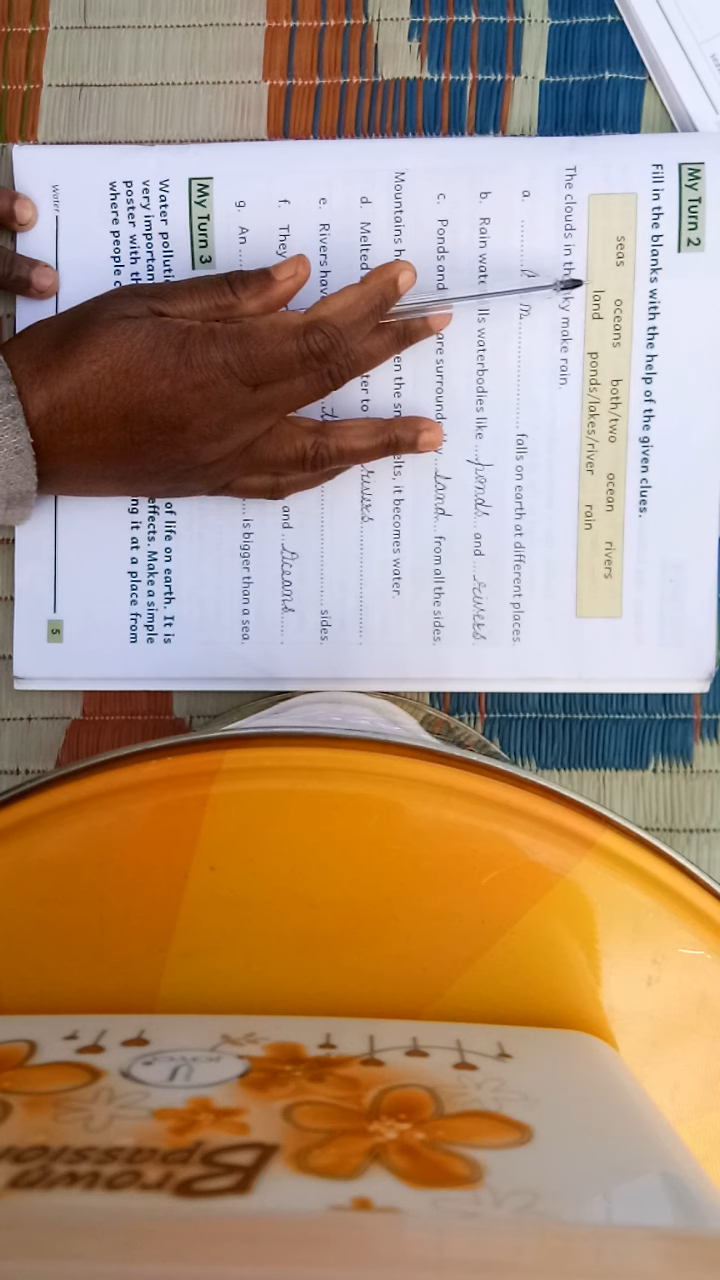 My Turn 2
Fill in the blanks with the help of the given clues.
seas oceans both/two ocean rivers
land ponds/lakes/river rain
The clouds in ky make rain.
a. falls on earth at different places.
b. Rain lls waterbodies like ponds and rivers.
c. Ponds and are surrounde land from all the sides.
Mountains h en the sn elts, it becomes water.
d. Melted ter to rivers.
e. Rivers hav sides.
f. They and Oceans.
g. An is bigger than a sea.
My Turn 3
Water polluti of life on earth. It is
very importan effects. Make a simple
poster with th ng it at a place from
where people c
Water 5
Brown
passion